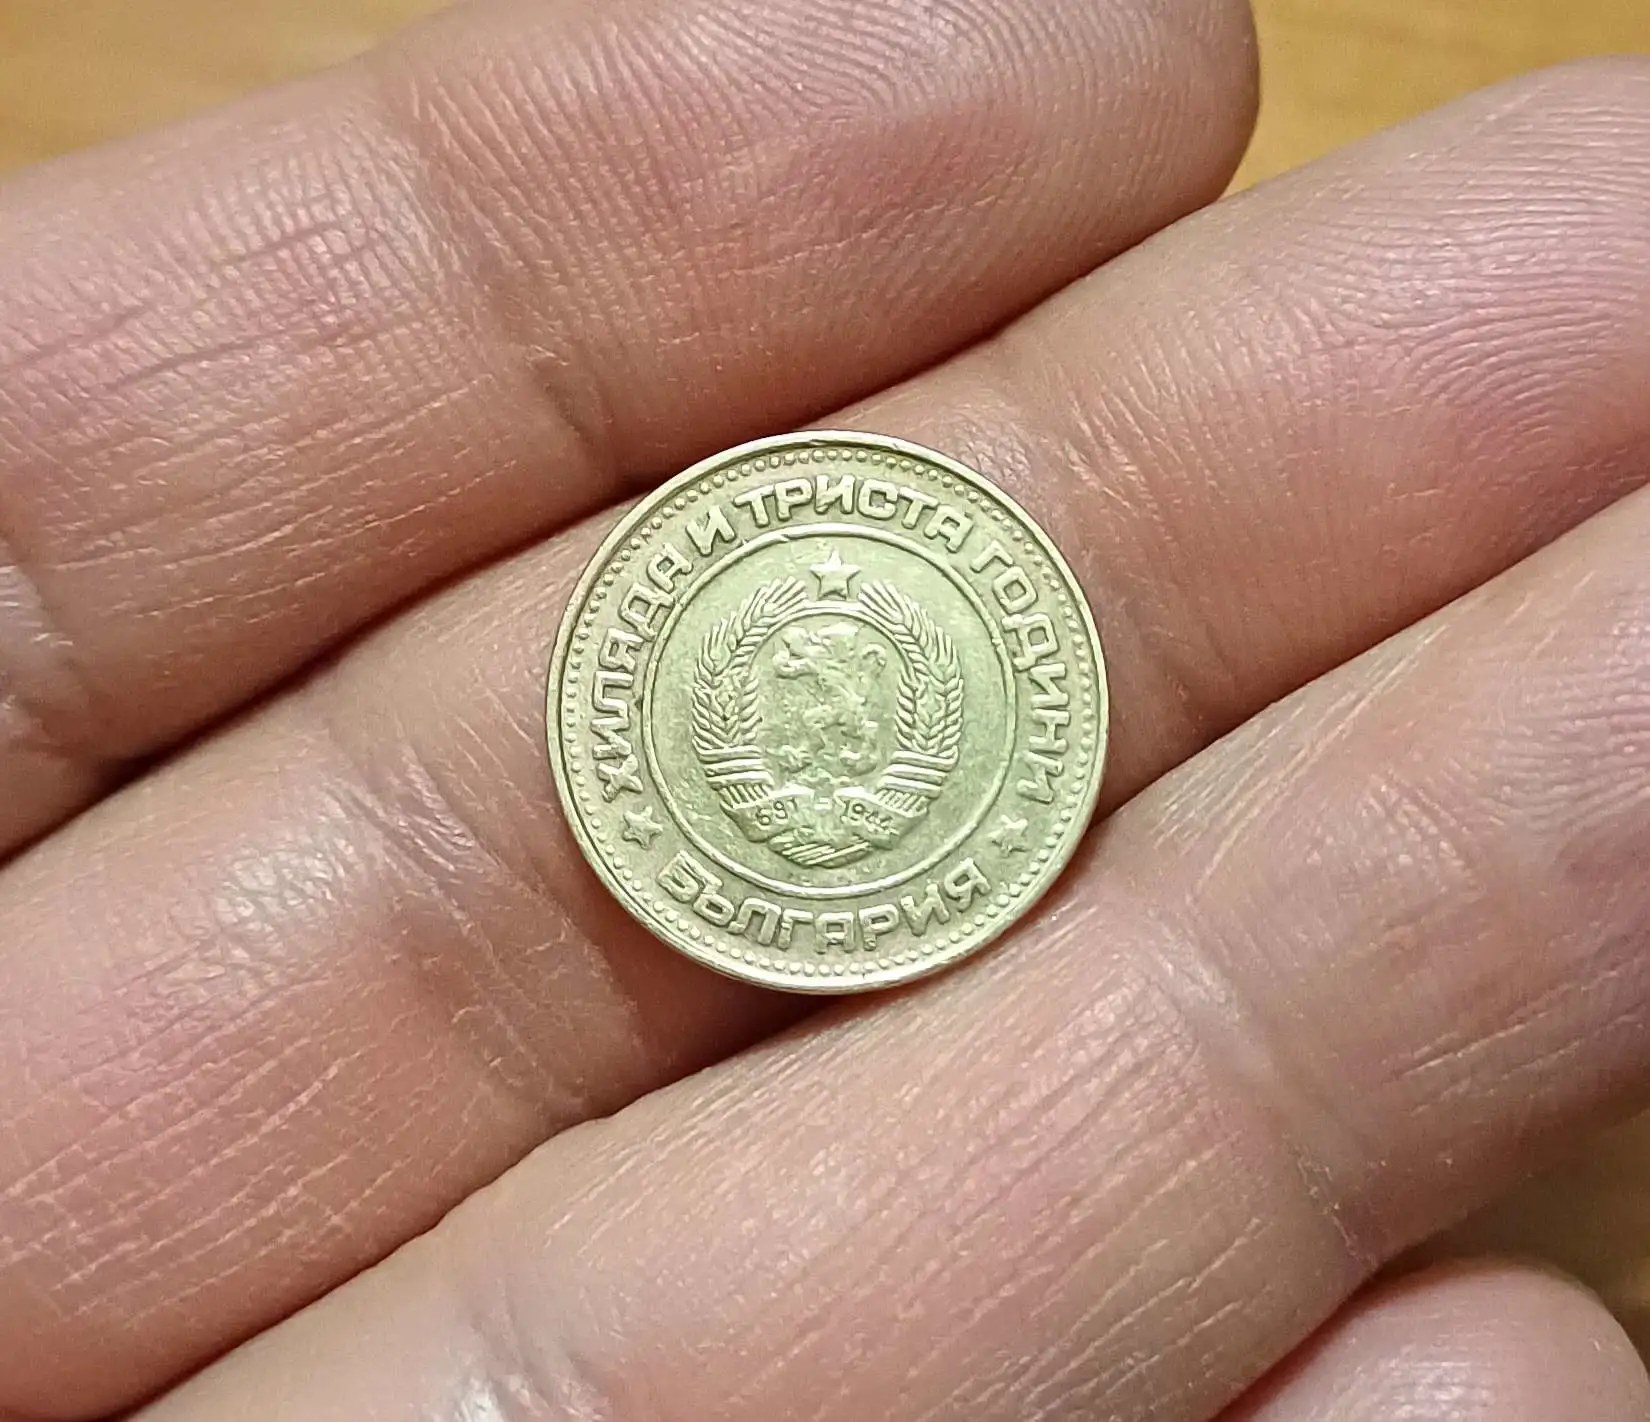 ХИЛЯДА И ТРИСТА ГОДИНИ
681 - 1944
БЪЛГАРИЯ